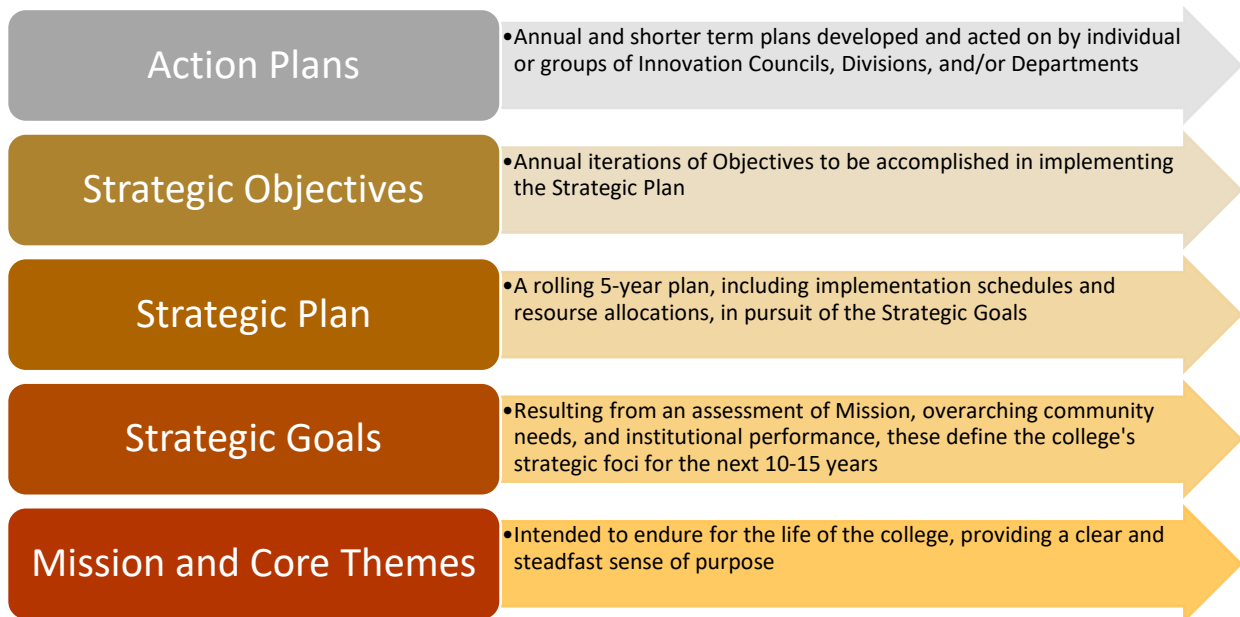 Action Plans
•Annual and shorter term plans developed and acted on by individual
or groups of Innovation Councils, Divisions, and/or Departments
Strategic Objectives
•Annual iterations of Objectives to be accomplished in implementing
the Strategic Plan
Strategic Plan
•A rolling 5-year plan, including implementation schedules and
resourse allocations, in pursuit of the Strategic Goals
Strategic Goals
•Resulting from an assessment of Mission, overarching community
needs, and institutional performance, these define the college's
strategic foci for the next 10-15 years
Mission and Core Themes
•Intended to endure for the life of the college, providing a clear and
steadfast sense of purpose